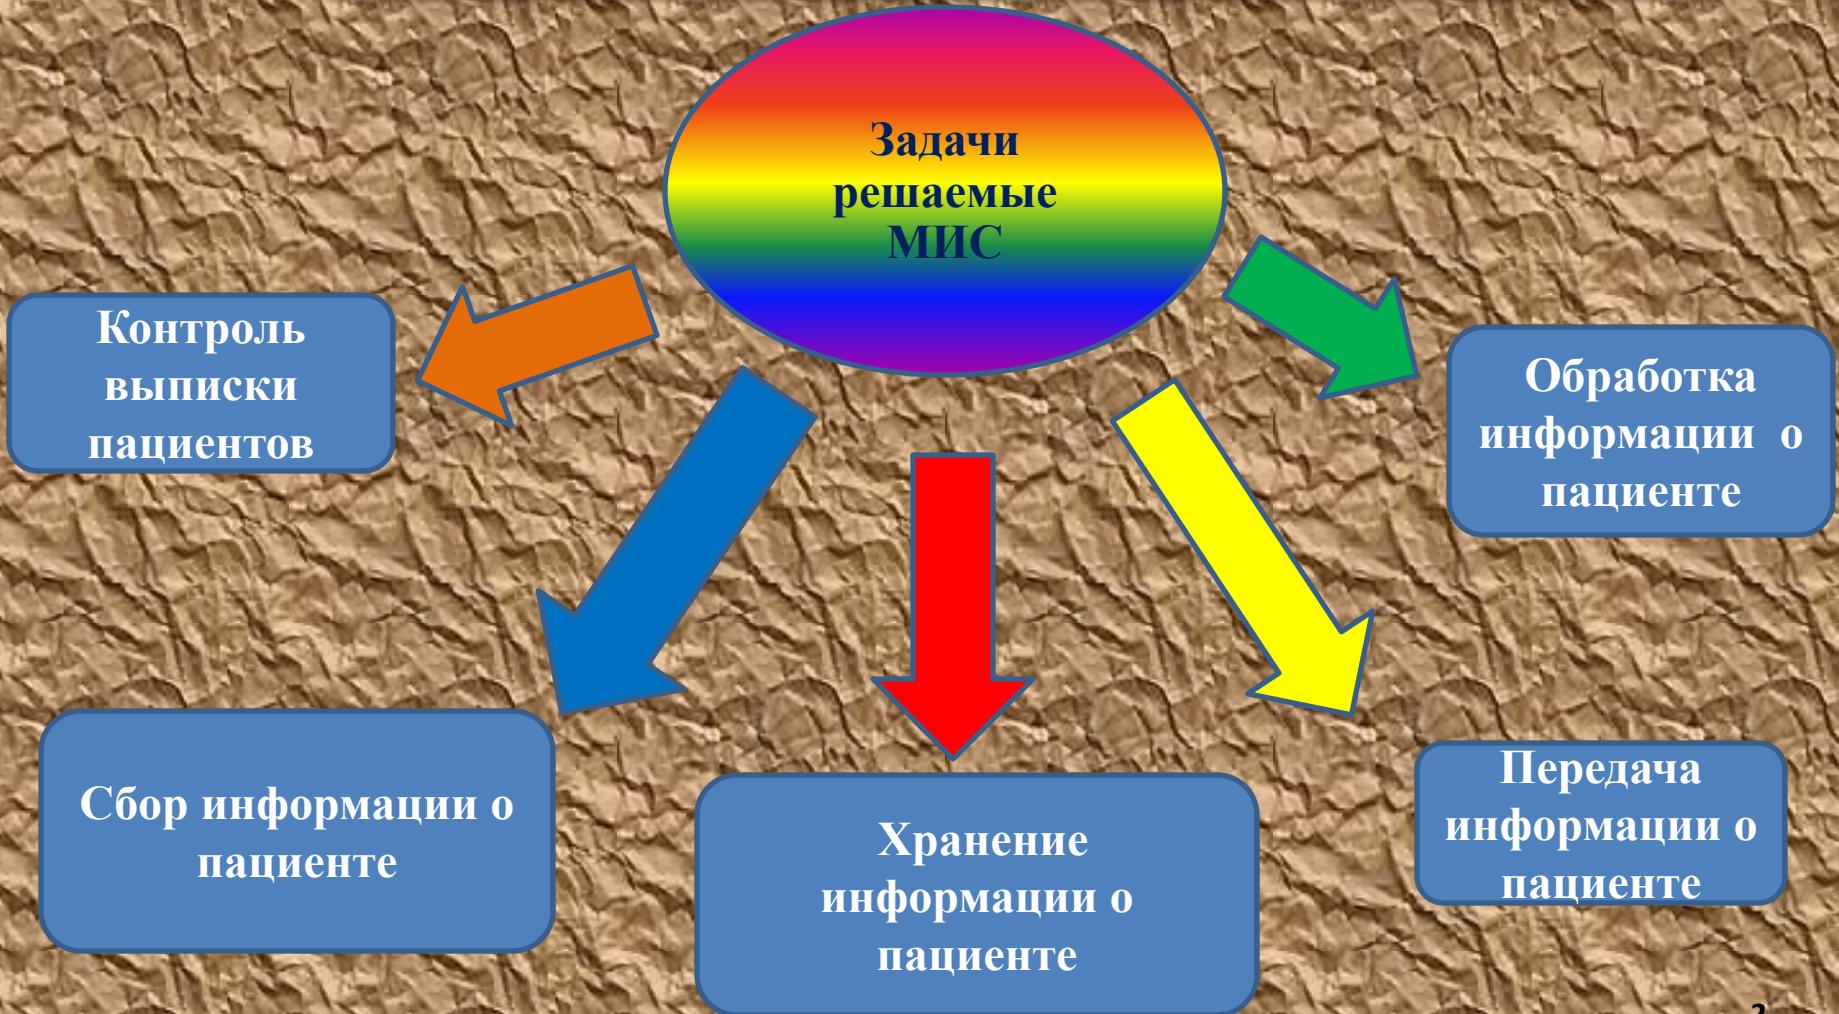 Задачи
решаемые
МИС
Контроль
выписки
пациентов
Обработка
информации о
пациенте
Сбор информации о
пациенте
Хранение
информации о
пациенте
Передача
информации о
пациенте